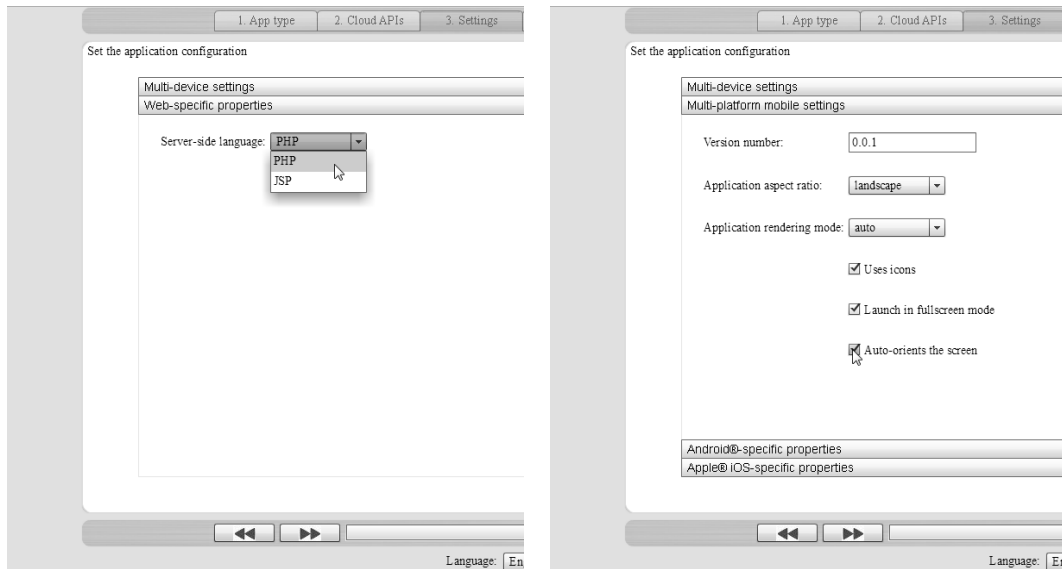 1. App type
2. Cloud APIs
3. Settings
Set the application configuration
Multi-device settings
Web-specific properties
Server-side language: PHP
PHP
JSP
Language: En
1. App type
2. Cloud APIs
3. Settings
Set the application configuration
Multi-device settings
Multi-platform mobile settings
Version number: 0.0.1
Application aspect ratio: landscape
Application rendering mode: auto
Uses icons
Launch in fullscreen mode
Auto-orients the screen
Android®-specific properties
Apple® iOS-specific properties
Language: En